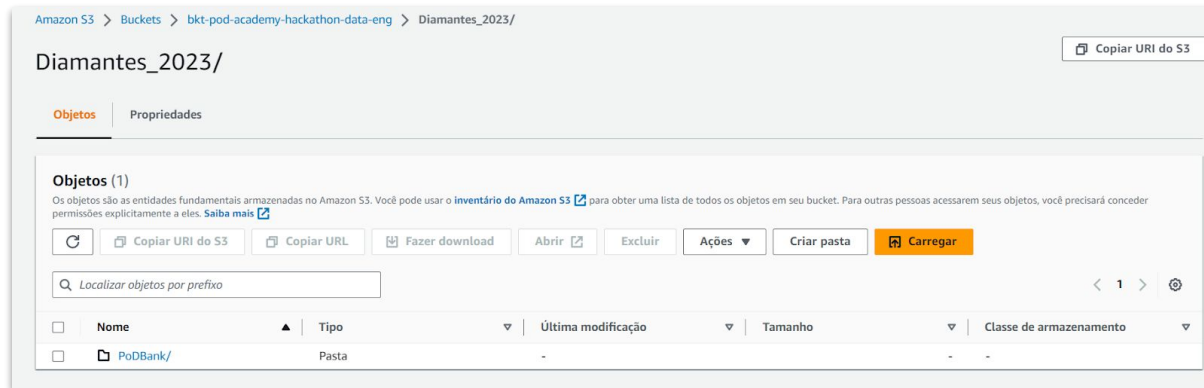 Amazon S3 > Buckets > bkt-pod-academy-hackathon-data-eng > Diamantes_2023/
Diamantes_2023/
Copiar URI do S3
Objetos
Propriedades
Objetos (1)
Os objetos são as entidades fundamentais armazenadas no Amazon S3. Você pode usar o inventário do Amazon S3 para obter uma lista de todos os objetos em seu bucket. Para outras pessoas acessarem seus objetos, você precisará conceder
permissões explicitamente a eles. Saiba mais
Copiar URI do S3 Copiar URL Fazer download Abrir Excluir Ações Criar pasta Carregar
Localizar objetos por prefixo
< 1 >
Nome Tipo Última modificação Tamanho Classe de armazenamento
PoDBank/ Pasta - - -